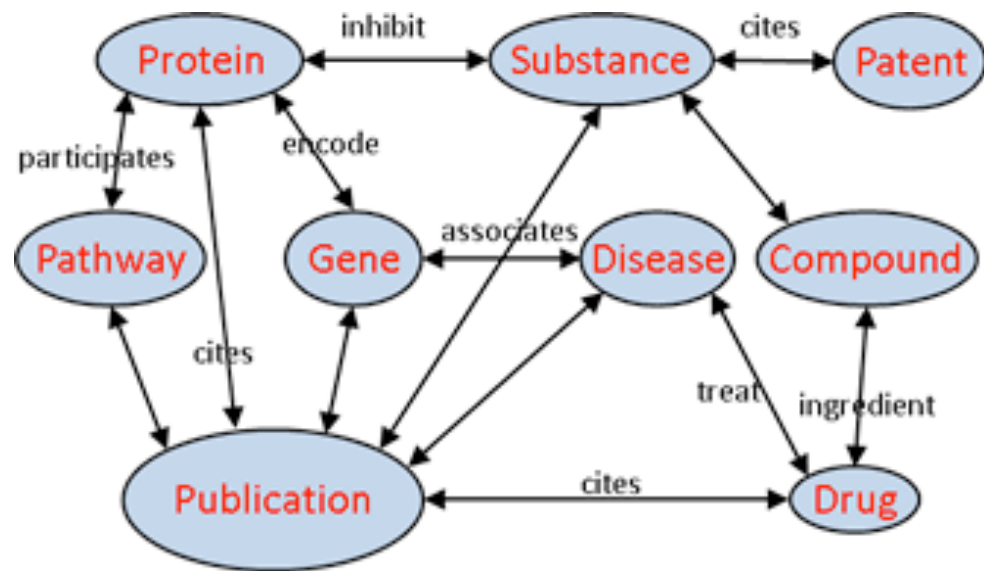 inhibit
cites
Protein
Substance
Patent
encode
participates
associates
Pathway
Gene
Disease
Compound
cites
treat
ingredient
cites
Publication
Drug